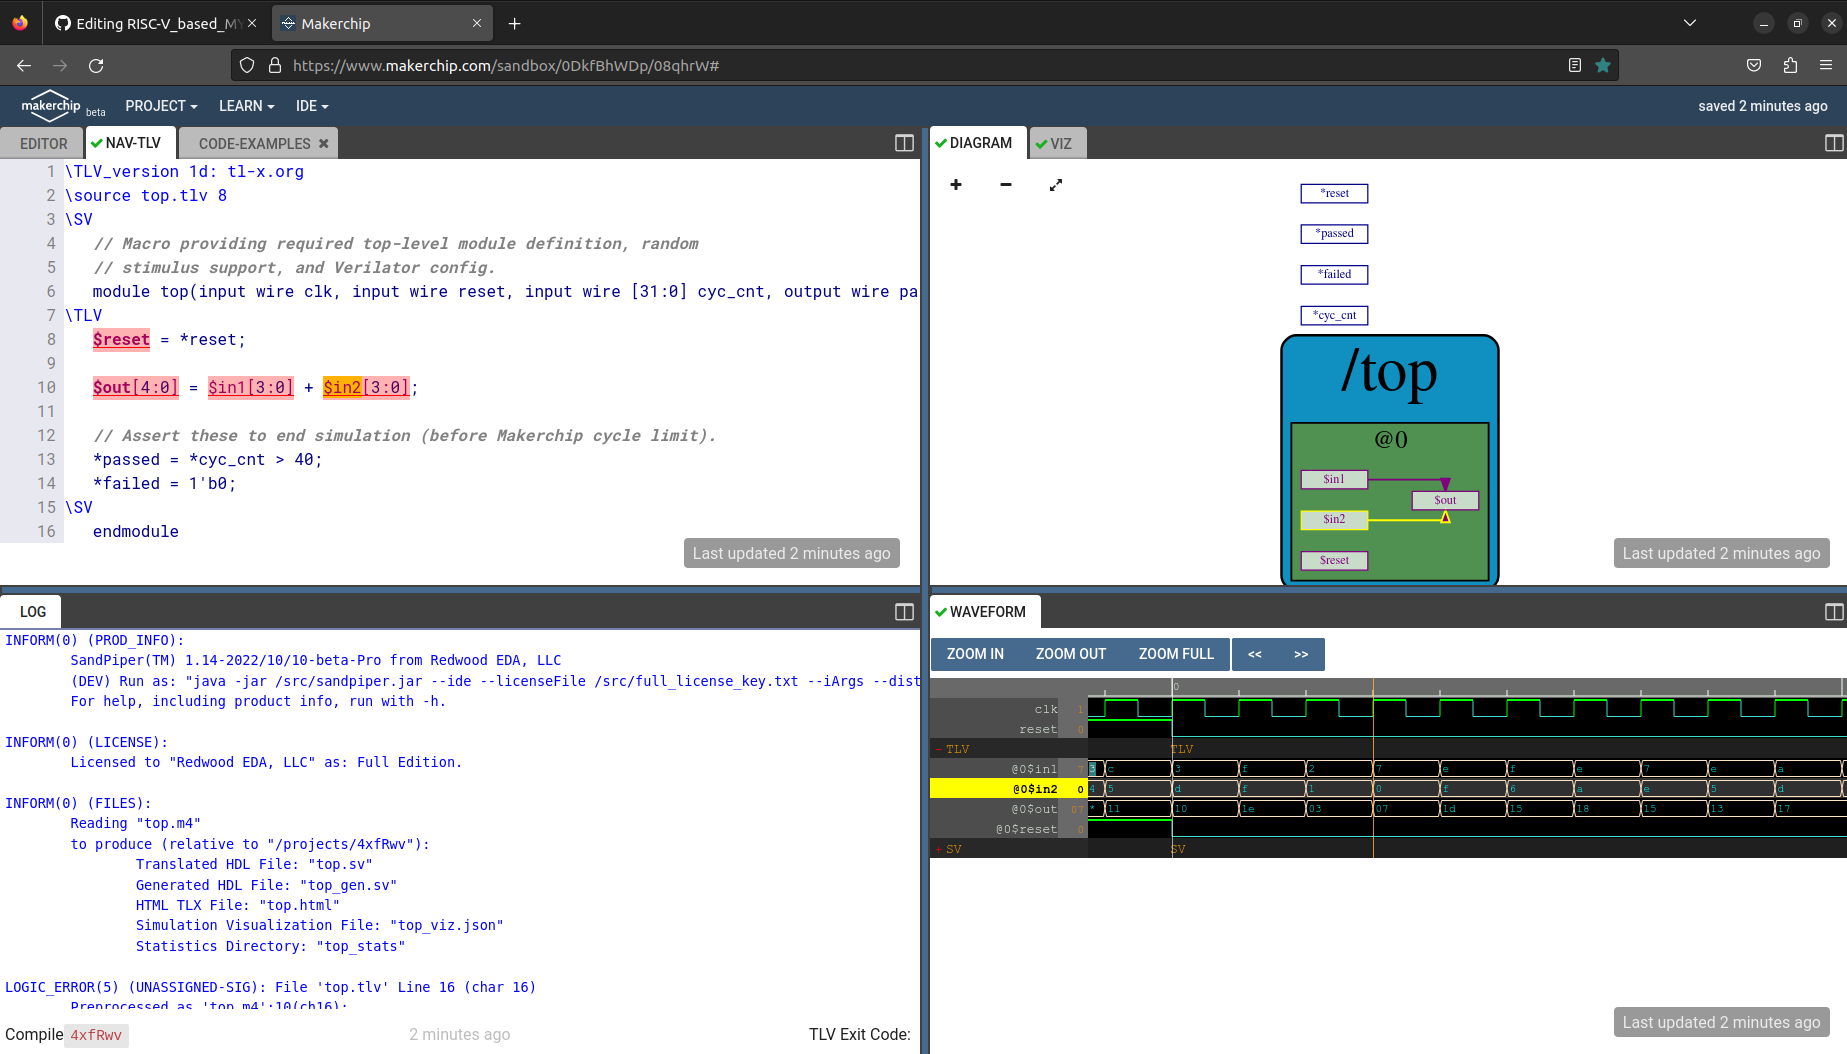 Editing RISC-V_based_MY
Makerchip
https://www.makerchip.com/sandbox/0DkfBhWDp/08qhrW#
makerchip beta PROJECT LEARN IDE saved 2 minutes ago
EDITOR NAV-TLV CODE-EXAMPLES
1 \TLV_version 1d: tl-x.org
2 \source top.tlv 8
3 \SV
4 // Macro providing required top-level module definition, random
5 // stimulus support, and Verilator config.
6 module top(input wire clk, input wire reset, input wire [31:0] cyc_cnt, output wire pa
7 \TLV
8 $reset = *reset;
9
10 $out[4:0] = $in1[3:0] + $in2[3:0];
11
12 // Assert these to end simulation (before Makerchip cycle limit).
13 *passed = *cyc_cnt > 40;
14 *failed = 1'b0;
15 \SV
16 endmodule
Last updated 2 minutes ago
DIAGRAM VIZ
*reset
*passed
*failed
*cyc_cnt
/top
@0
$in1
$out
$in2
$reset
Last updated 2 minutes ago
LOG
INFORM(0) (PROD_INFO):
SandPiper(TM) 1.14-2022/10/10-beta-Pro from Redwood EDA, LLC
(DEV) Run as: "java -jar /src/sandpiper.jar --ide --licenseFile /src/full_license_key.txt --iArgs --dist
For help, including product info, run with -h.
INFORM(0) (LICENSE):
Licensed to "Redwood EDA, LLC" as: Full Edition.
INFORM(0) (FILES):
Reading "top.m4"
to produce (relative to "/projects/4xfRwv"):
Translated HDL File: "top.sv"
Generated HDL File: "top_gen.sv"
HTML TLX File: "top.html"
Simulation Visualization File: "top_viz.json"
Statistics Directory: "top_stats"
LOGIC_ERROR(5) (UNASSIGNED-SIG): File 'top.tlv' Line 16 (char 16)
Preprocessed as 'top.m4':10(ch16):
Compile 4xfRwv 2 minutes ago TLV Exit Code:
WAVEFORM
ZOOM IN ZOOM OUT ZOOM FULL << >>
0
clk 1
reset 0
- TLV TLV
@0$in1 7 3 c 3 f 2 7 e f e 7 e a
@0$in2 0 4 5 d f 1 0 f 6 a e 5 d
@0$out 07 * 11 10 1e 03 07 1d 15 18 15 13 17
@0$reset 0
+ SV SV
Last updated 2 minutes ago